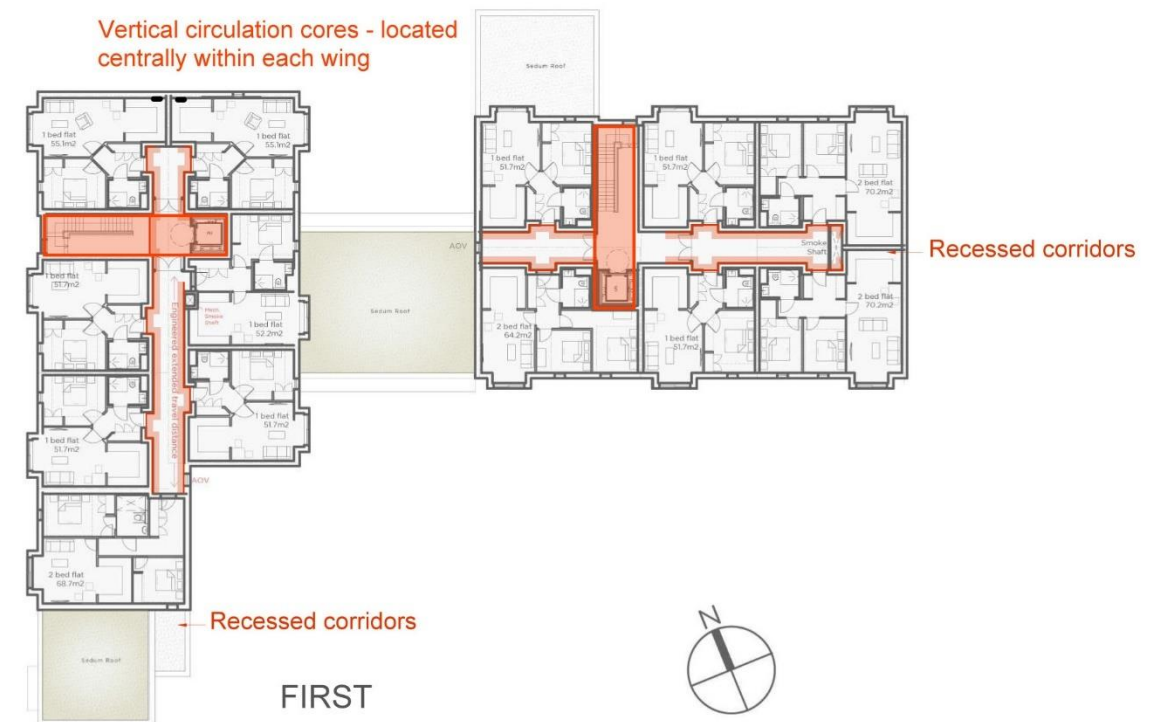 Vertical circulation cores - located
centrally within each wing
Sedum Roof
1 bed flat
55.1m2
1 bed flat
55.1m2
1 bed flat
51.7m2
1 bed flat
51.7m2
2 bed flat
70.2m2
AOV
Smoke
Shaft
Recessed corridors
1 bed flat
51.7m2
Engineered extended travel distance
Smoke
Shaft
1 bed flat
52.2m2
Sedum Roof
2 bed flat
64.2m2
1 bed flat
51.7m2
2 bed flat
70.2m2
1 bed flat
51.7m2
1 bed flat
51.7m2
AOV
2 bed flat
68.7m2
Recessed corridors
Sedum Roof
FIRST
N